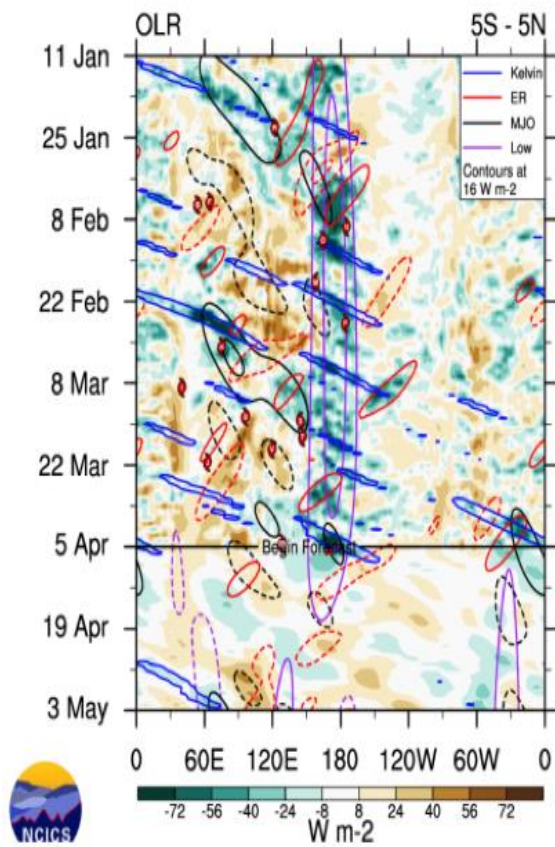 OLR 5S - 5N
11 Jan
25 Jan
8 Feb
22 Feb
8 Mar
22 Mar
5 Apr
19 Apr
3 May
Kelvin
ER
MJO
Low
Contours at
16 W m-2
Begin Forecast
0 60E 120E 180 120W 60W 0
-72 -56 -40 -24 -8 8 24 40 56 72
W m-2
NCICS